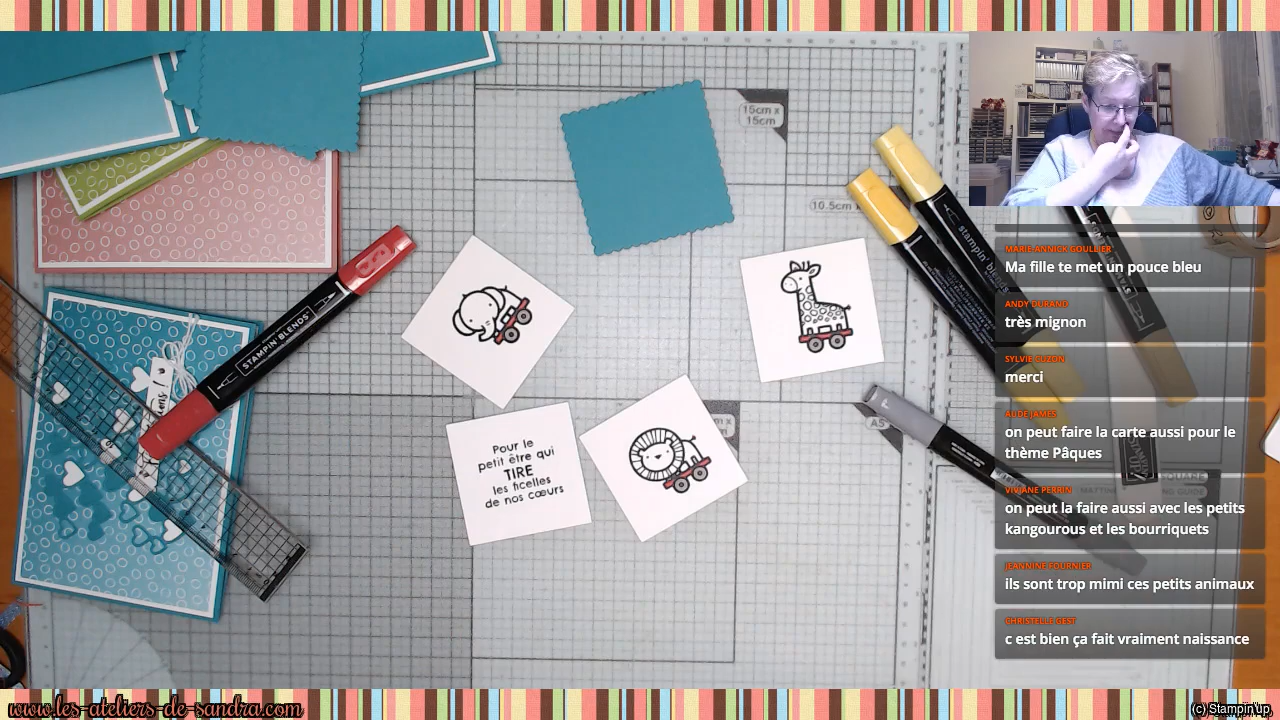 15cm x
15cm
10.5cm
STAMPIN' BLENDS
stampin' blends
A5
Pour le
petit être qui
TIRE
les ficelles
de nos cœurs
MARIE ANNICK GOULLIER
Ma fille te met un pouce bleu
ANDY DURAND
très mignon
SYLVIE CUZON
merci
AUDE JAMES
on peut faire la carte aussi pour le
thème Pâques
VIVIANE PERRIN
on peut la faire aussi avec les petits
kangourous et les bourriquets
JEANNINE FOURNIER
ils sont trop mimi ces petits animaux
CHRISTELLE GEST
c est bien ça fait vraiment naissance
www.les-ateliers-de-sandra.com
(c) Stampin'up,